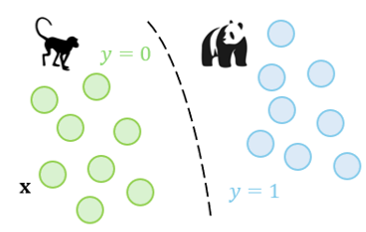 y = 0
x
y = 1